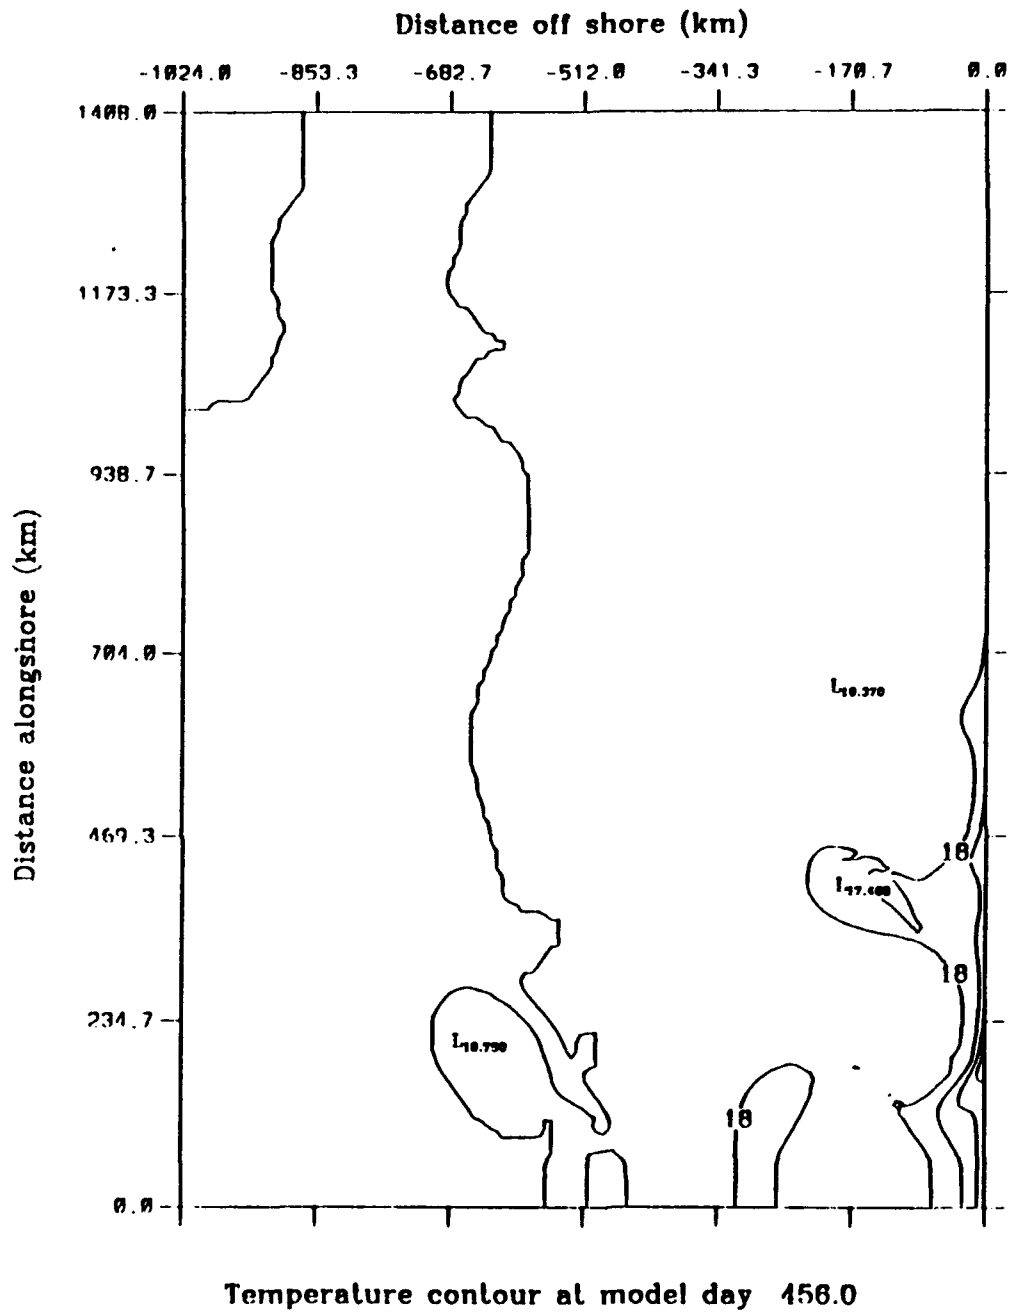 Distance off shore (km)
-1024.0 -853.3 -682.7 -512.0 -341.3 -170.7 0.0
1408.0
1173.3
938.7
704.0
469.3
234.7
0.0
Distance alongshore (km)
L
18
L
18
L 18.750
18
Temperature contour at model day 456.0